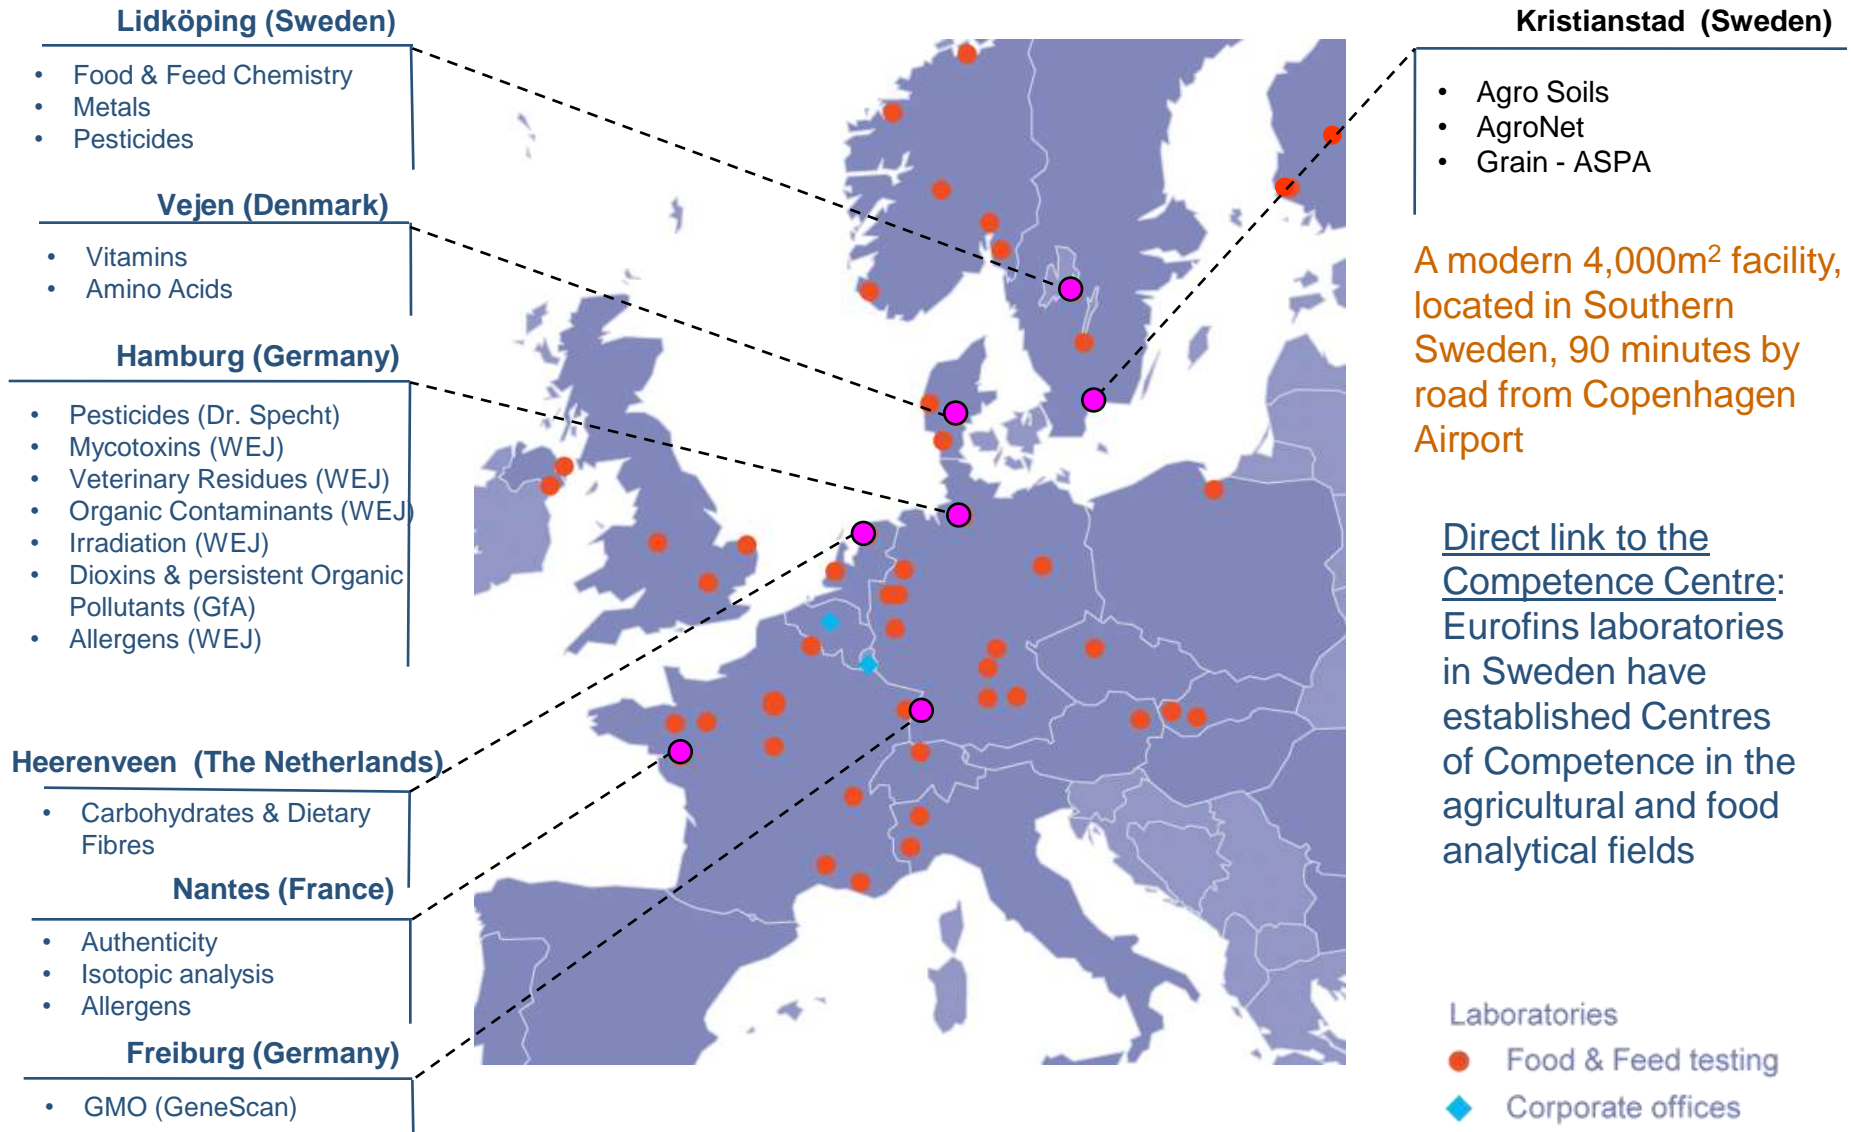 Lidköping (Sweden)
• Food & Feed Chemistry
• Metals
• Pesticides
Vejen (Denmark)
• Vitamins
• Amino Acids
Hamburg (Germany)
• Pesticides (Dr. Specht)
• Mycotoxins (WEJ)
• Veterinary Residues (WEJ)
• Organic Contaminants (WEJ)
• Irradiation (WEJ)
• Dioxins & persistent Organic
Pollutants (GfA)
• Allergens (WEJ)
Heerenveen (The Netherlands)
• Carbohydrates & Dietary
Fibres
Nantes (France)
• Authenticity
• Isotopic analysis
• Allergens
Freiburg (Germany)
• GMO (GeneScan)
Kristianstad (Sweden)
• Agro Soils
• AgroNet
• Grain - ASPA
A modern 4,000m² facility,
located in Southern
Sweden, 90 minutes by
road from Copenhagen
Airport
Direct link to the
Competence Centre:
Eurofins laboratories
in Sweden have
established Centres
of Competence in the
agricultural and food
analytical fields
Laboratories
Food & Feed testing
Corporate offices